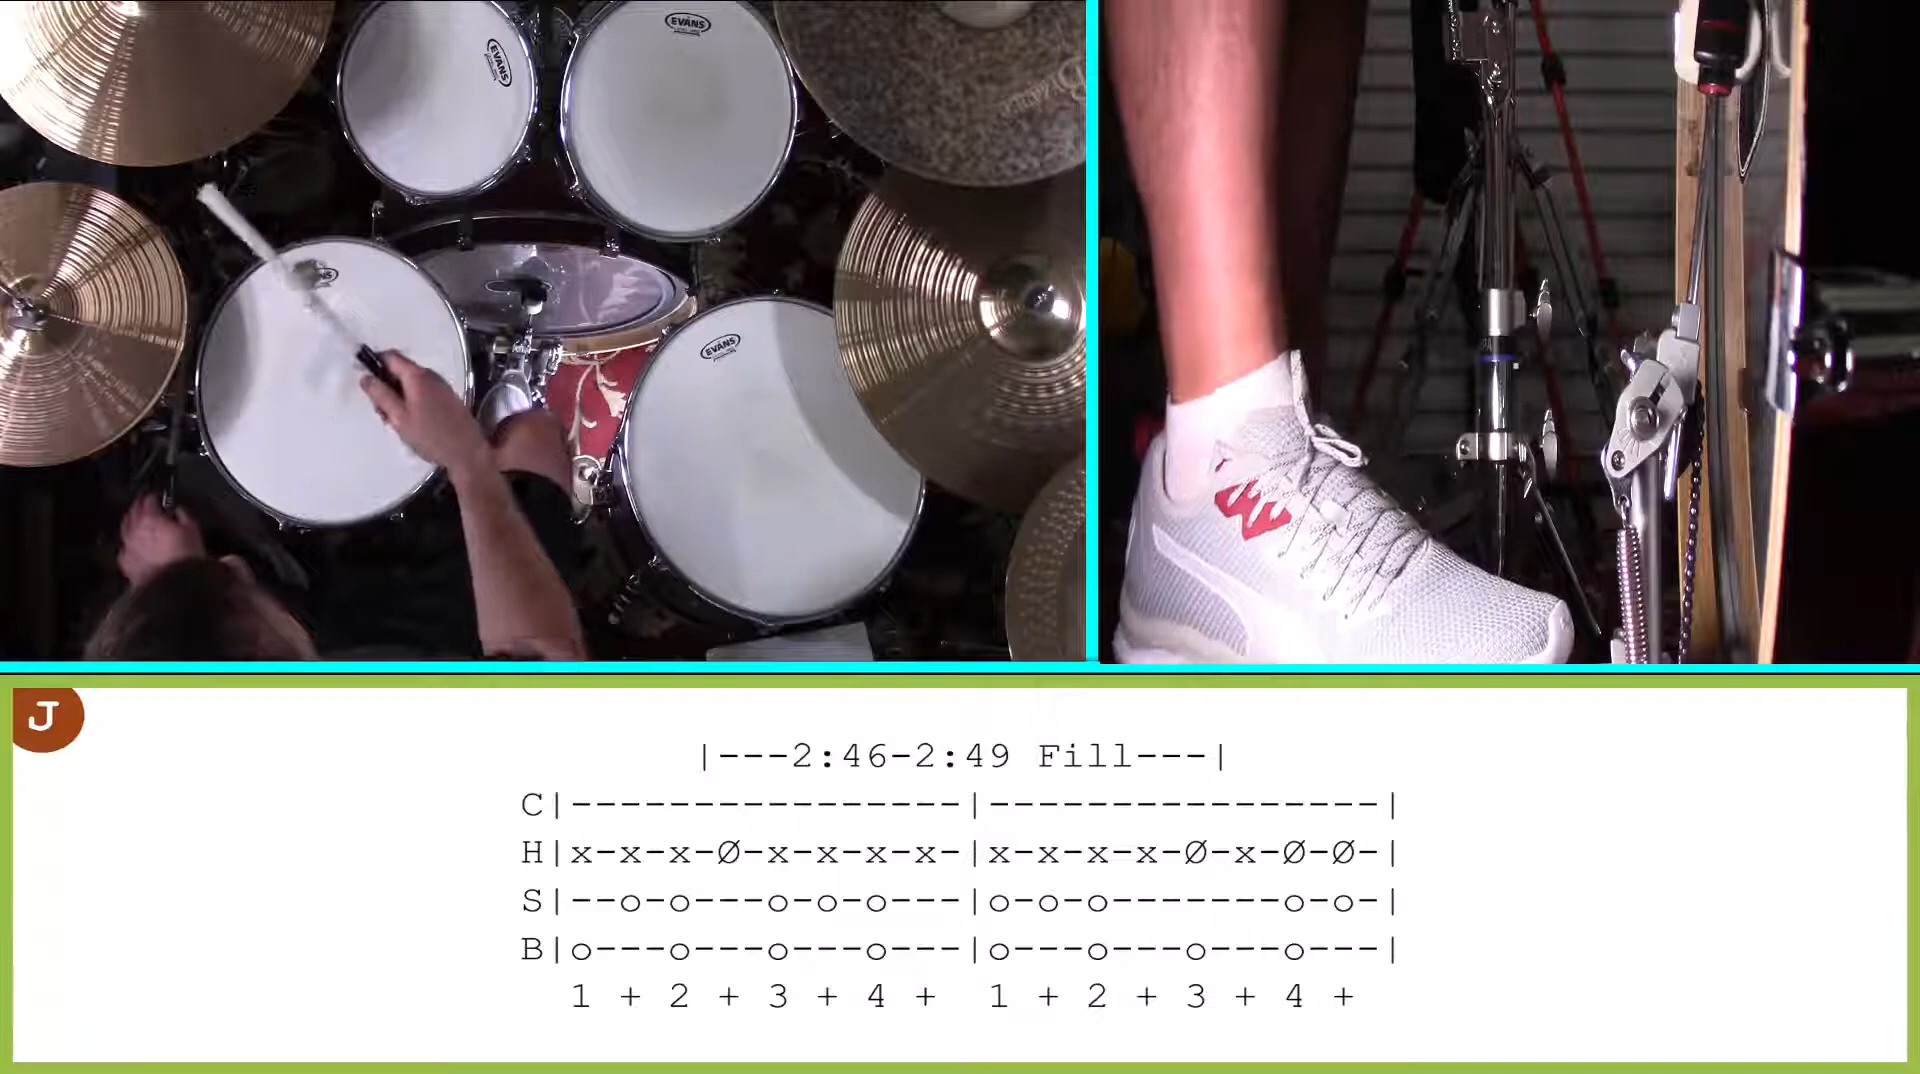 EVANS
EVANS
EVANS
J
|---2:46-2:49 Fill---|
C|----------------|----------------|
H|x-x-x-Ø-x-x-x-x-|x-x-x-x-Ø-x-Ø-Ø-|
S|--o-o---o-o-o---|o-o-o-------o-o-|
B|o---o---o---o---|o---o---o---o---|
1 + 2 + 3 + 4 + 1 + 2 + 3 + 4 +